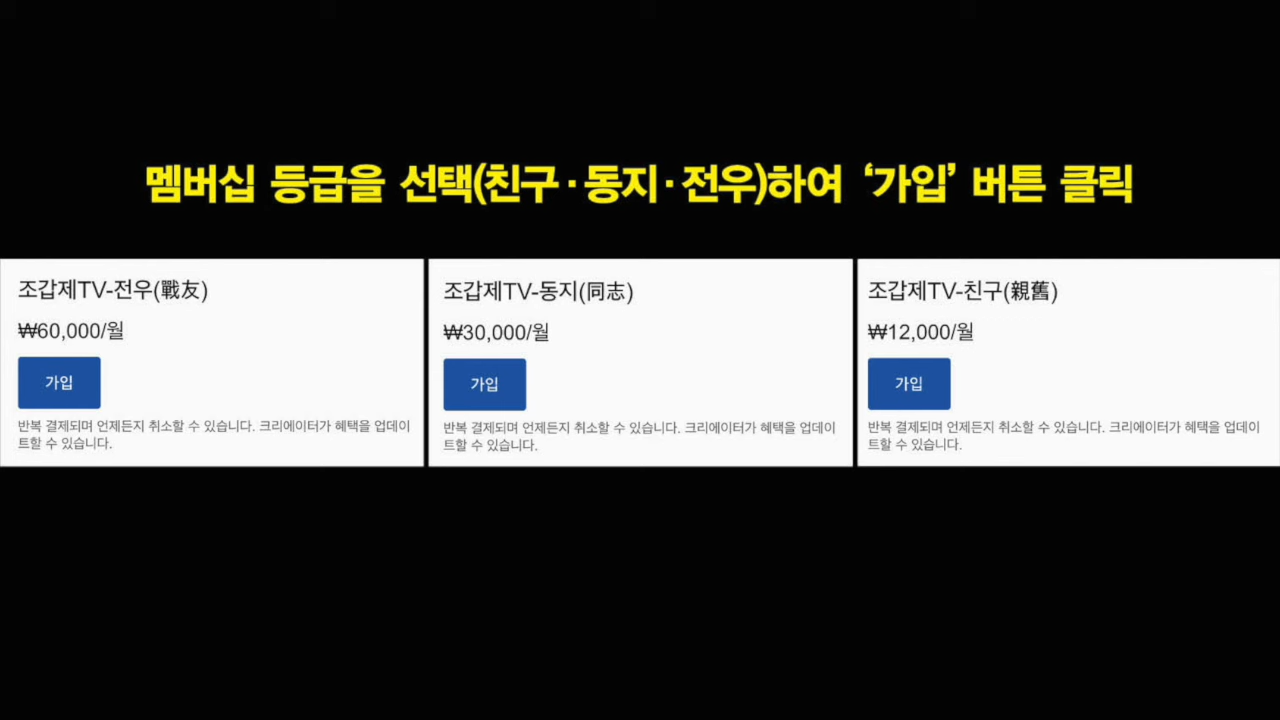 멤버십 등급을 선택(친구·동지·전우)하여 ‘가입’ 버튼 클릭
조갑제TV-전우(戰友)
₩60,000/월
가입
반복 결제되며 언제든지 취소할 수 있습니다. 크리에이터가 혜택을 업데이
트할 수 있습니다.
조갑제TV-동지(同志)
₩30,000/월
가입
반복 결제되며 언제든지 취소할 수 있습니다. 크리에이터가 혜택을 업데이
트할 수 있습니다.
조갑제TV-친구(親舊)
₩12,000/월
가입
반복 결제되며 언제든지 취소할 수 있습니다. 크리에이터가 혜택을 업데이
트할 수 있습니다.